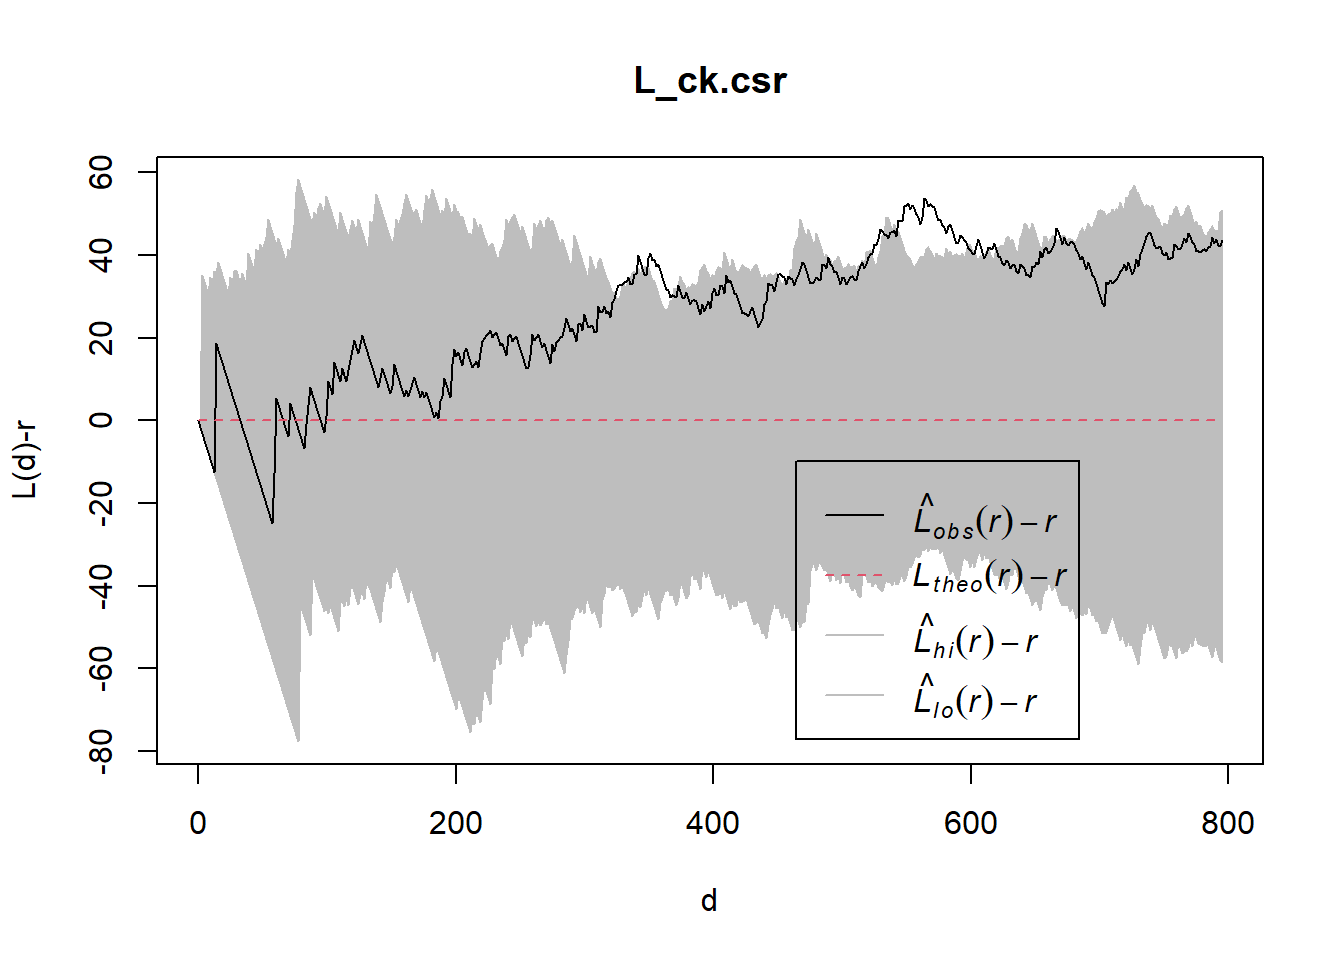 L_ck.csr
60
40
20
0
-20
-40
-60
-80
L(d)-r
L̂obs(r) − r
Ltheo(r) − r
L̂hi(r) − r
L̂lo(r) − r
0 200 400 600 800
d